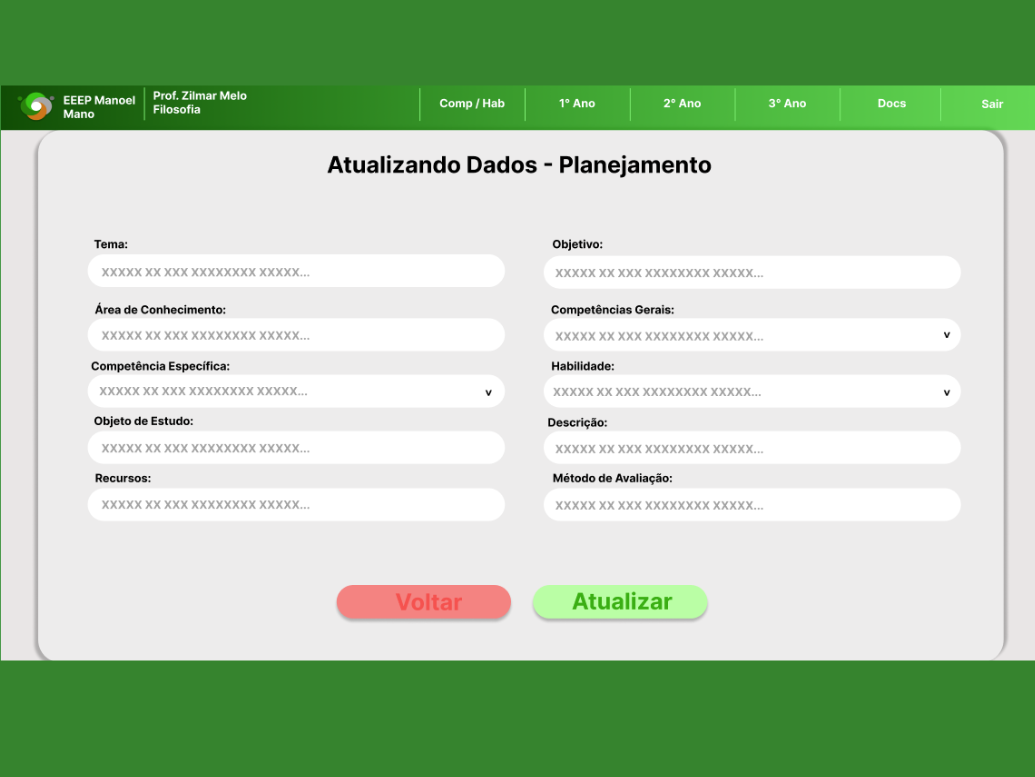 EEEP Manoel
Mano
Prof. Zilmar Melo
Filosofia
Comp / Hab
1° Ano
2° Ano
3° Ano
Docs
Sair
Atualizando Dados - Planejamento
Tema:
XXXXX XX XXX XXXXXXXX XXXXX...
Objetivo:
XXXXX XX XXX XXXXXXXX XXXXX...
Área de Conhecimento:
XXXXX XX XXX XXXXXXXX XXXXX...
Competências Gerais:
XXXXX XX XXX XXXXXXXX XXXXX... v
Competência Específica:
XXXXX XX XXX XXXXXXXX XXXXX... v
Habilidade:
XXXXX XX XXX XXXXXXXX XXXXX... v
Objeto de Estudo:
XXXXX XX XXX XXXXXXXX XXXXX...
Descrição:
XXXXX XX XXX XXXXXXXX XXXXX...
Recursos:
XXXXX XX XXX XXXXXXXX XXXXX...
Método de Avaliação:
XXXXX XX XXX XXXXXXXX XXXXX...
Voltar
Atualizar